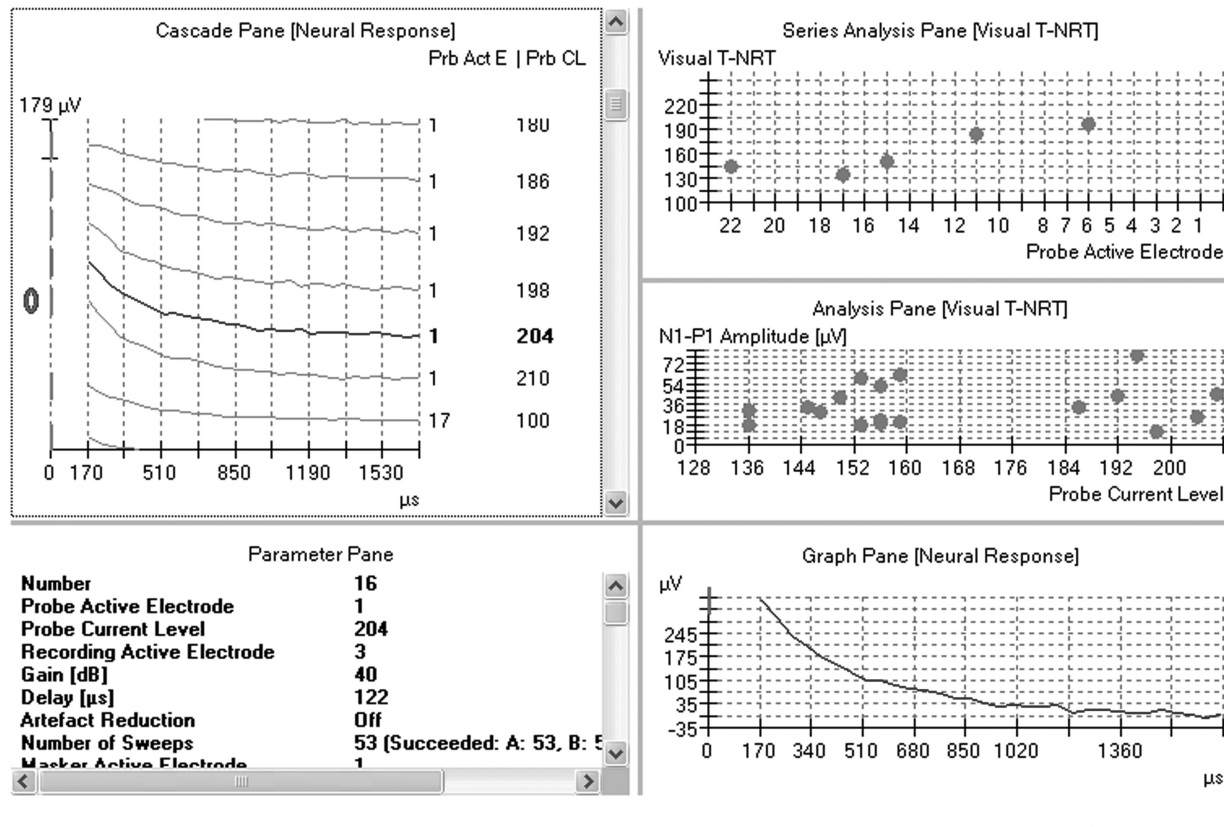 Cascade Pane [Neural Response]
Prb Act E | Prb CL
179 µV
1 180
1 186
1 192
1 198
1 204
1 210
17 100
0
0 170 510 850 1190 1530
µs
Series Analysis Pane [Visual T-NRT]
Visual T-NRT
220
190
160
130
100
22 20 18 16 14 12 10 8 7 6 5 4 3 2 1
Probe Active Electrode
Analysis Pane [Visual T-NRT]
N1-P1 Amplitude [µV]
72
54
36
18
0
128 136 144 152 160 168 176 184 192 200
Probe Current Level
Parameter Pane
Number 16
Probe Active Electrode 1
Probe Current Level 204
Recording Active Electrode 3
Gain [dB] 40
Delay [µs] 122
Artefact Reduction Off
Number of Sweeps 53 (Succeeded: A: 53, B: 5
Masker Active Electrode 1
Graph Pane [Neural Response]
µV
245
175
105
35
-35
0 170 340 510 680 850 1020 1360
µs